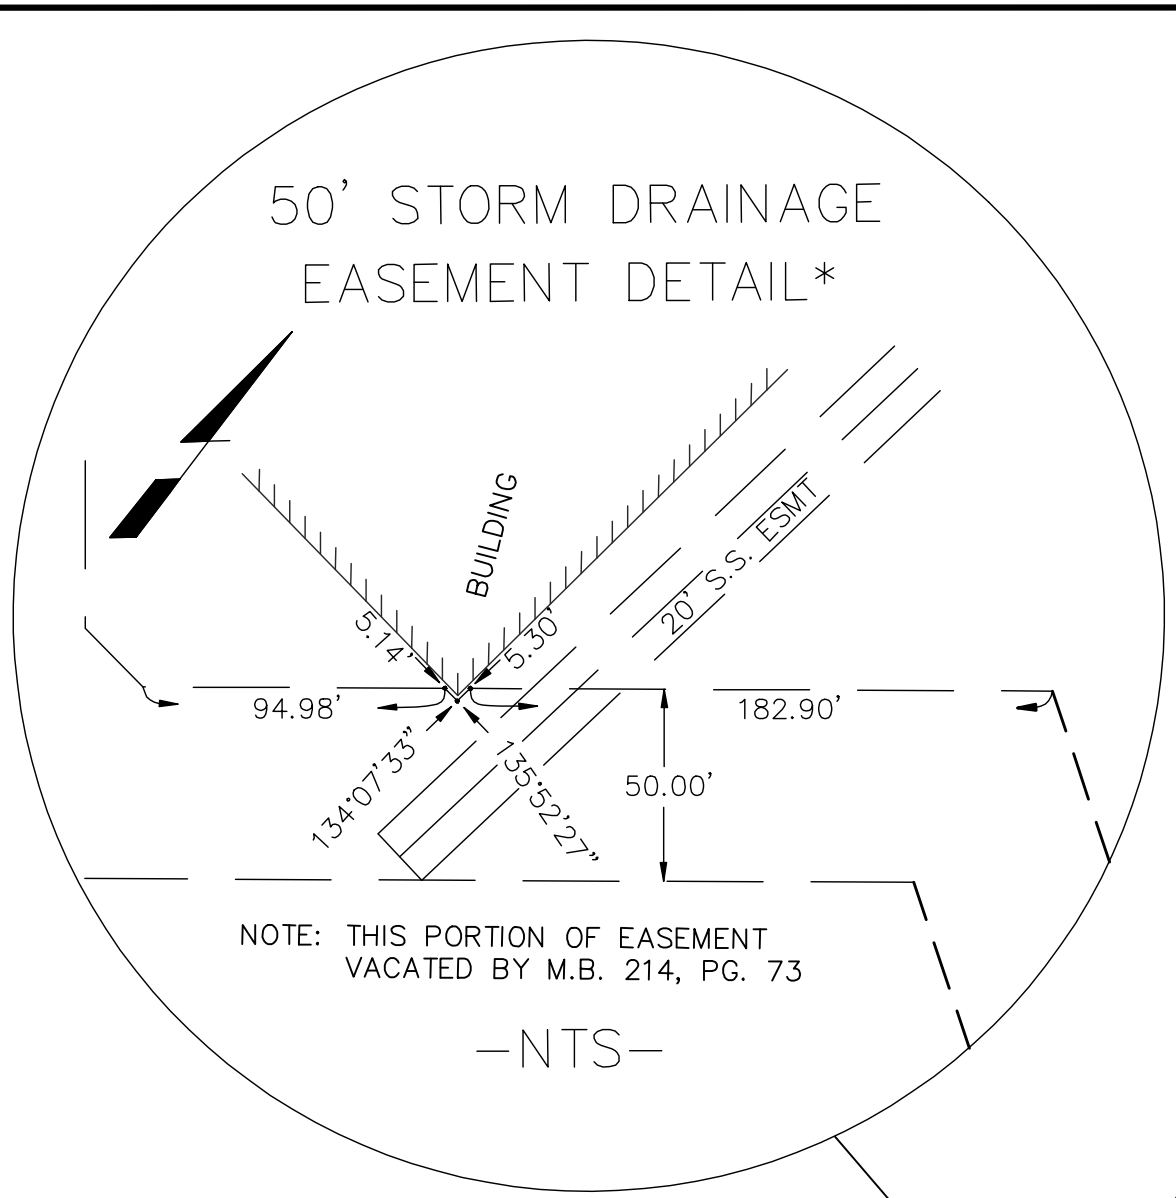 50' STORM DRAINAGE
EASEMENT DETAIL*
BUILDING
20' S.S. ESMT
5.14'
5.30'
94.98'
182.90'
134°07'33"
135°52'27"
50.00'
NOTE: THIS PORTION OF EASEMENT
VACATED BY M.B. 214, PG. 73
-NTS-